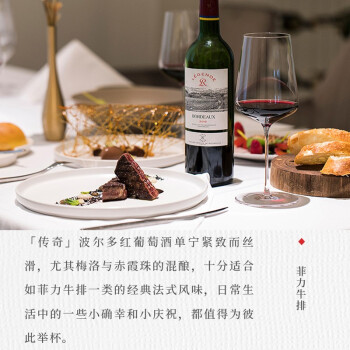 LÉGENDE
R
BORDEAUX
「传奇」波尔多红葡萄酒单宁紧致而丝
滑，尤其梅洛与赤霞珠的混酿，十分适合
如菲力牛排一类的经典法式风味，日常生
活中的一些小确幸和小庆祝，都值得为彼
此举杯。
菲力牛排